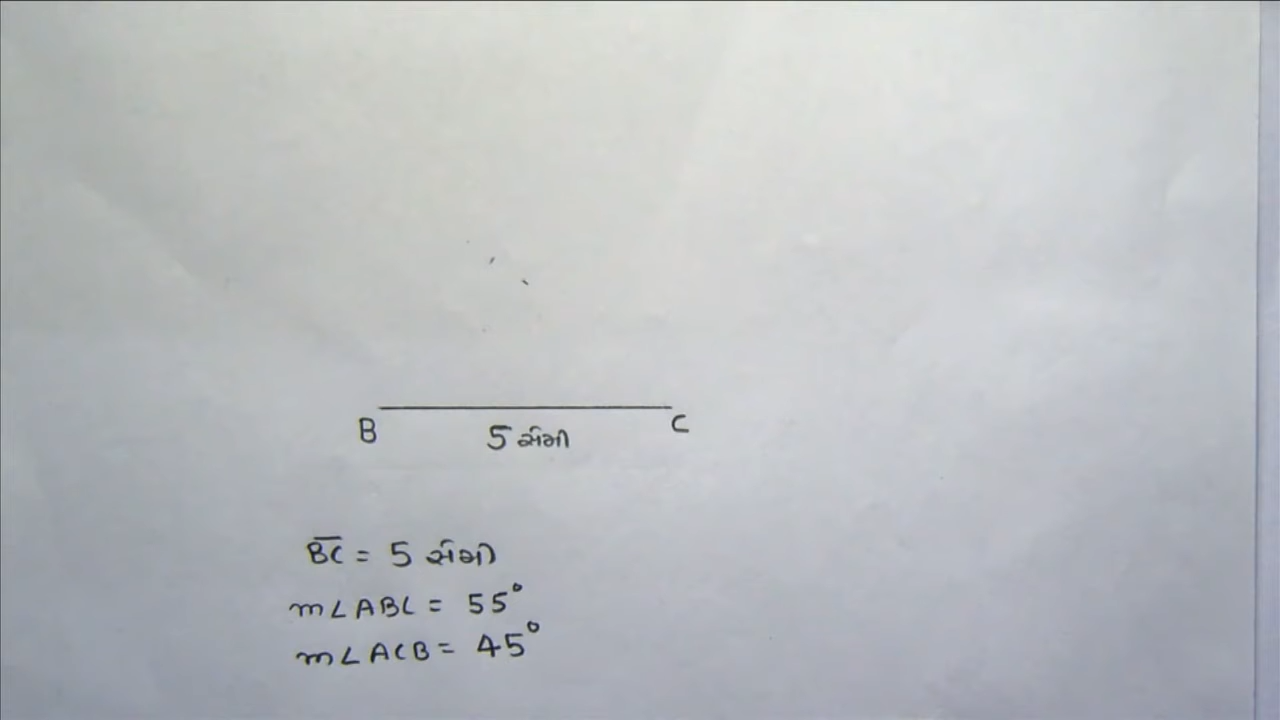 B
C
5 સેમી
BC = 5 સેમી
m∠ABC = 55°
m∠ACB = 45°